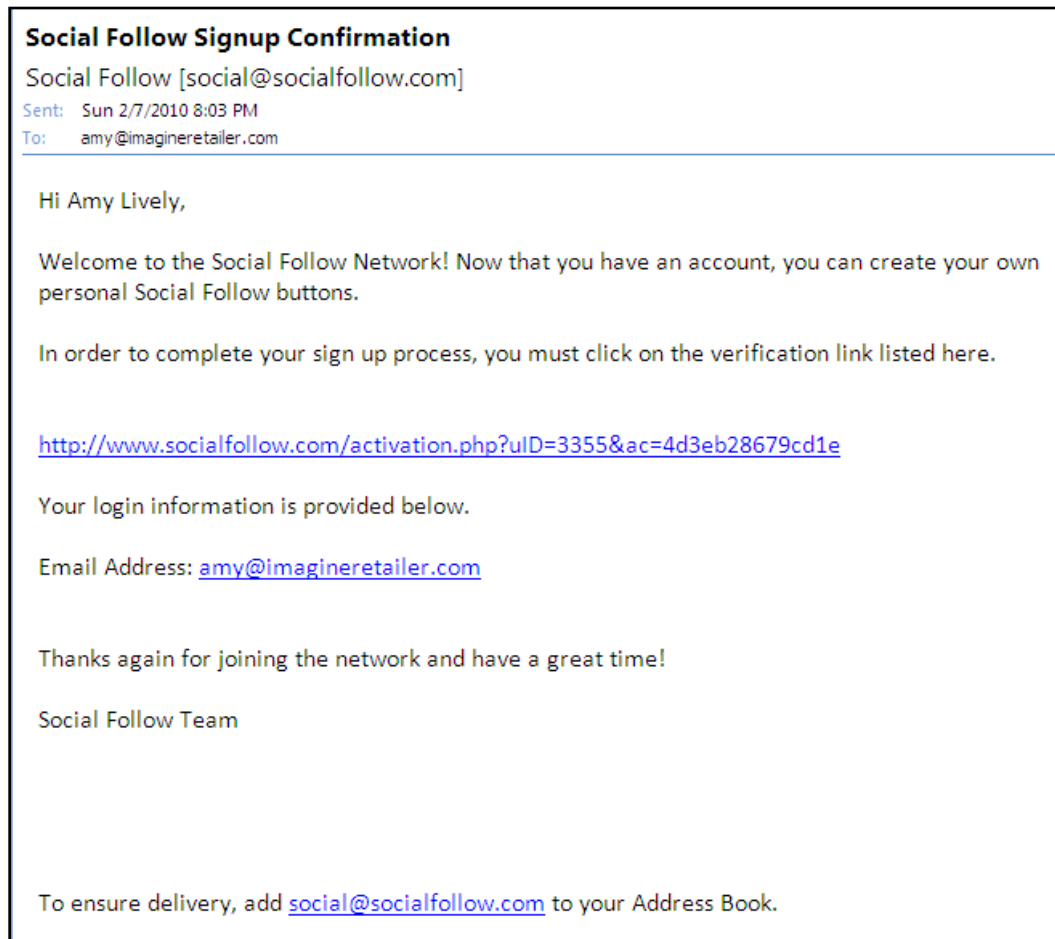 Social Follow Signup Confirmation
Social Follow [social@socialfollow.com]
Sent: Sun 2/7/2010 8:03 PM
To: amy@imagineretailer.com
Hi Amy Lively,
Welcome to the Social Follow Network! Now that you have an account, you can create your own
personal Social Follow buttons.
In order to complete your sign up process, you must click on the verification link listed here.
http://www.socialfollow.com/activation.php?uID=3355&ac=4d3eb28679cd1e
Your login information is provided below.
Email Address: amy@imagineretailer.com
Thanks again for joining the network and have a great time!
Social Follow Team
To ensure delivery, add social@socialfollow.com to your Address Book.